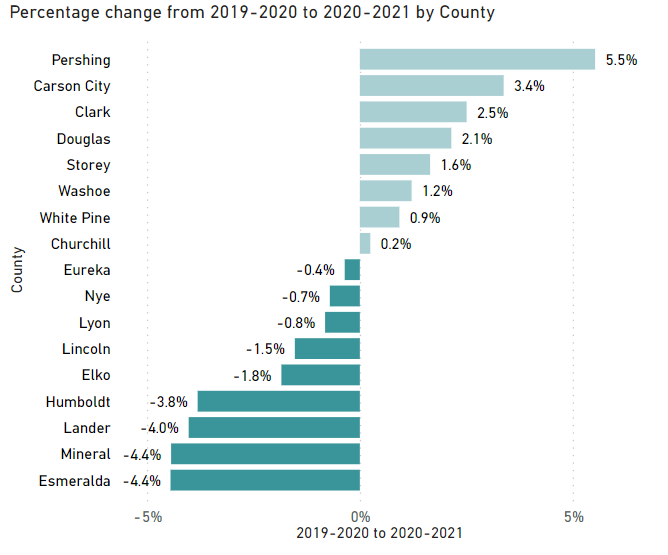 Percentage change from 2019-2020 to 2020-2021 by County
Pershing 5.5%
Carson City 3.4%
Clark 2.5%
Douglas 2.1%
Storey 1.6%
Washoe 1.2%
White Pine 0.9%
Churchill 0.2%
Eureka -0.4%
Nye -0.7%
Lyon -0.8%
Lincoln -1.5%
Elko -1.8%
Humboldt -3.8%
Lander -4.0%
Mineral -4.4%
Esmeralda -4.4%
County
-5% 0% 5%
2019-2020 to 2020-2021